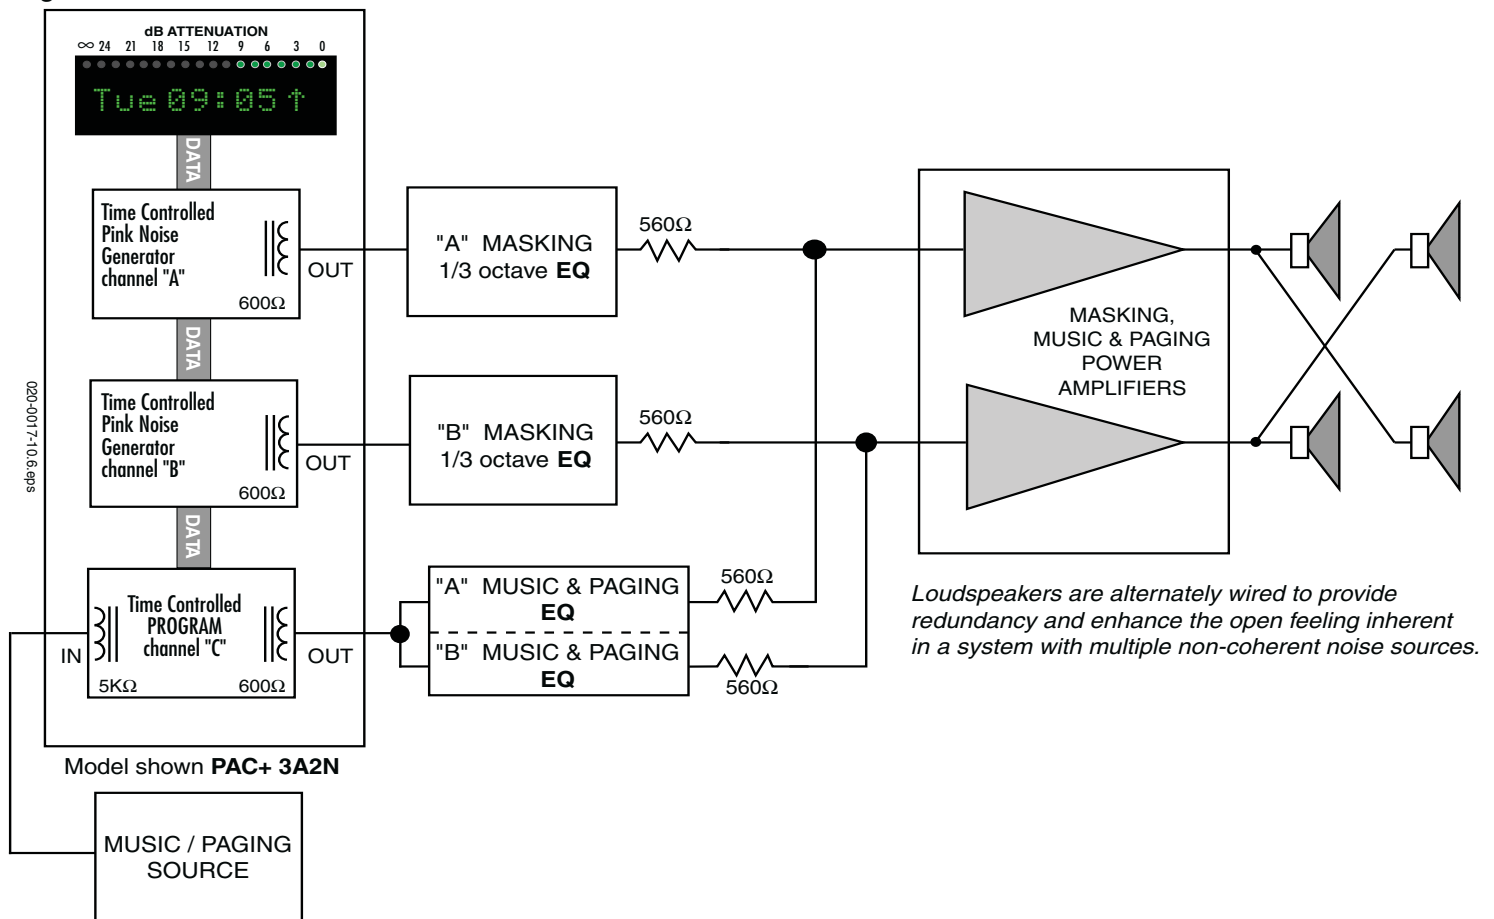 dB ATTENUATION
∞ 24 21 18 15 12 9 6 3 0
Tue 09:05↑
DATA
Time Controlled
Pink Noise
Generator
channel "A"
600Ω
OUT
"A" MASKING
1/3 octave EQ
560Ω
DATA
Time Controlled
Pink Noise
Generator
channel "B"
600Ω
OUT
"B" MASKING
1/3 octave EQ
560Ω
MASKING,
MUSIC & PAGING
POWER
AMPLIFIERS
DATA
Time Controlled
PROGRAM
channel "C"
IN
5KΩ
600Ω
OUT
"A" MUSIC & PAGING
EQ
"B" MUSIC & PAGING
EQ
560Ω
560Ω
Loudspeakers are alternately wired to provide
redundancy and enhance the open feeling inherent
in a system with multiple non-coherent noise sources.
020-0017-10.6.eps
Model shown PAC+ 3A2N
MUSIC / PAGING
SOURCE